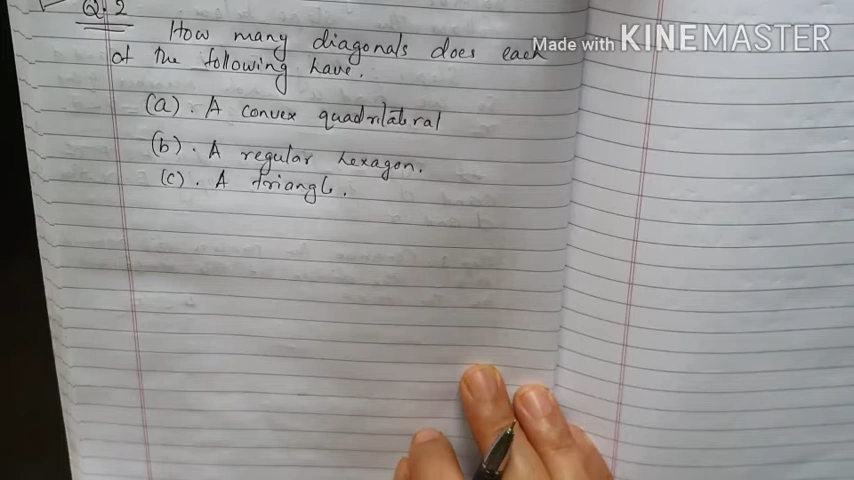 Q.2
How many diagonals does each
of the following have.
(a). A convex quadrilateral
(b). A regular hexagon.
(c). A triangle.
Made with KINEMASTER